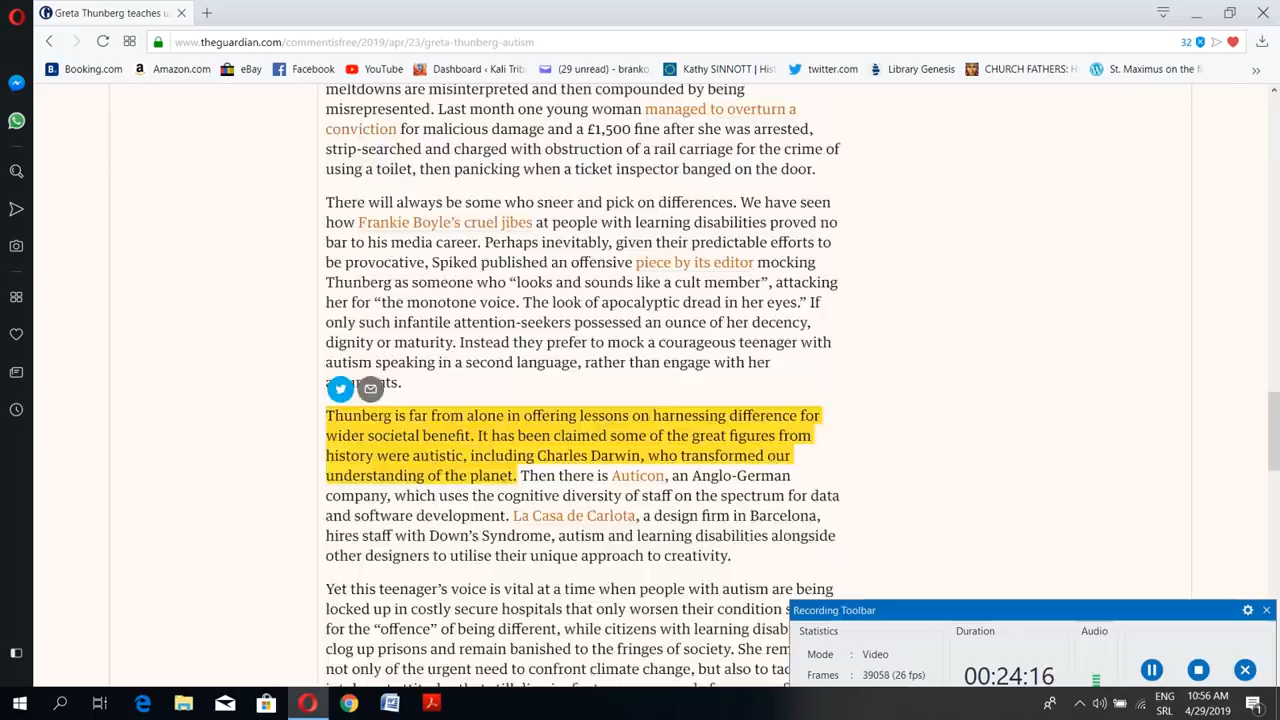 Greta Thunberg teaches u
www.theguardian.com/commentisfree/2019/apr/23/greta-thunberg-autism
32
Booking.com
Amazon.com
eBay
Facebook
YouTube
Dashboard ‹ Kali Trib
(29 unread) - branko
Kathy SINNOTT | Hist
twitter.com
Library Genesis
CHURCH FATHERS: H
St. Maximus on the fi
meltdowns are misinterpreted and then compounded by being
misrepresented. Last month one young woman managed to overturn a
conviction for malicious damage and a £1,500 fine after she was arrested,
strip-searched and charged with obstruction of a rail carriage for the crime of
using a toilet, then panicking when a ticket inspector banged on the door.
There will always be some who sneer and pick on differences. We have seen
how Frankie Boyle’s cruel jibes at people with learning disabilities proved no
bar to his media career. Perhaps inevitably, given their predictable efforts to
be provocative, Spiked published an offensive piece by its editor mocking
Thunberg as someone who “looks and sounds like a cult member”, attacking
her for “the monotone voice. The look of apocalyptic dread in her eyes.” If
only such infantile attention-seekers possessed an ounce of her decency,
dignity or maturity. Instead they prefer to mock a courageous teenager with
autism speaking in a second language, rather than engage with her
Thunberg is far from alone in offering lessons on harnessing difference for
wider societal benefit. It has been claimed some of the great figures from
history were autistic, including Charles Darwin, who transformed our
understanding of the planet. Then there is Auticon, an Anglo-German
company, which uses the cognitive diversity of staff on the spectrum for data
and software development. La Casa de Carlota, a design firm in Barcelona,
hires staff with Down’s Syndrome, autism and learning disabilities alongside
other designers to utilise their unique approach to creativity.
Yet this teenager’s voice is vital at a time when people with autism are being
locked up in costly secure hospitals that only worsen their condition
for the “offence” of being different, while citizens with learning disab
clog up prisons and remain banished to the fringes of society. She rem
not only of the urgent need to confront climate change, but also to tac
Recording Toolbar
Statistics
Duration
Audio
Mode : Video
Frames : 39058 (26 fps)
00:24:16
ENG
SRL
10:56 AM
4/29/2019
1